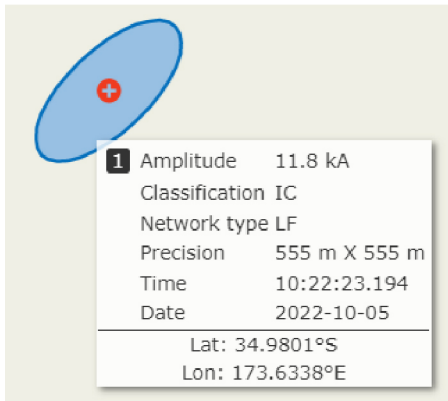 1 Amplitude 11.8 kA
Classification IC
Network type LF
Precision 555 m X 555 m
Time 10:22:23.194
Date 2022-10-05
Lat: 34.9801°S
Lon: 173.6338°E